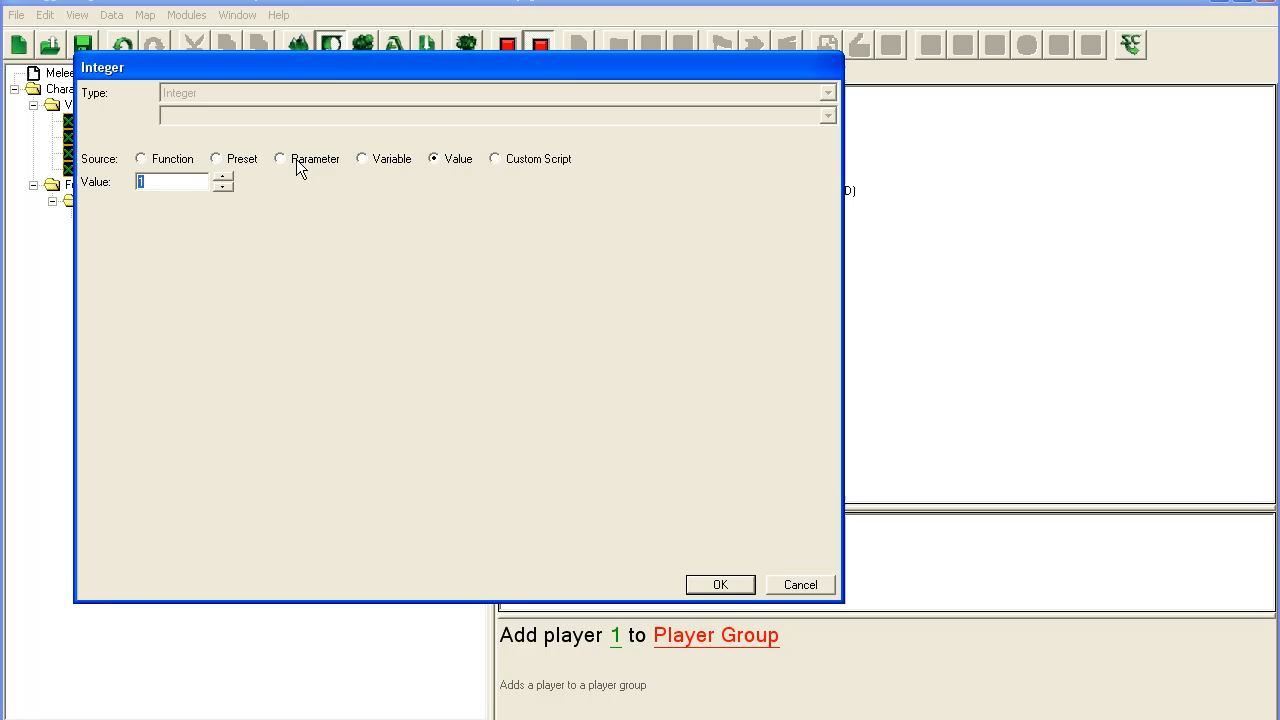 File Edit View Data Map Modules Window Help
Integer
Melee
Chara
V
F
Type: Integer
Source: Function Preset Parameter Variable Value Custom Script
Value: 1
D)
OK Cancel
Add player 1 to Player Group
Adds a player to a player group